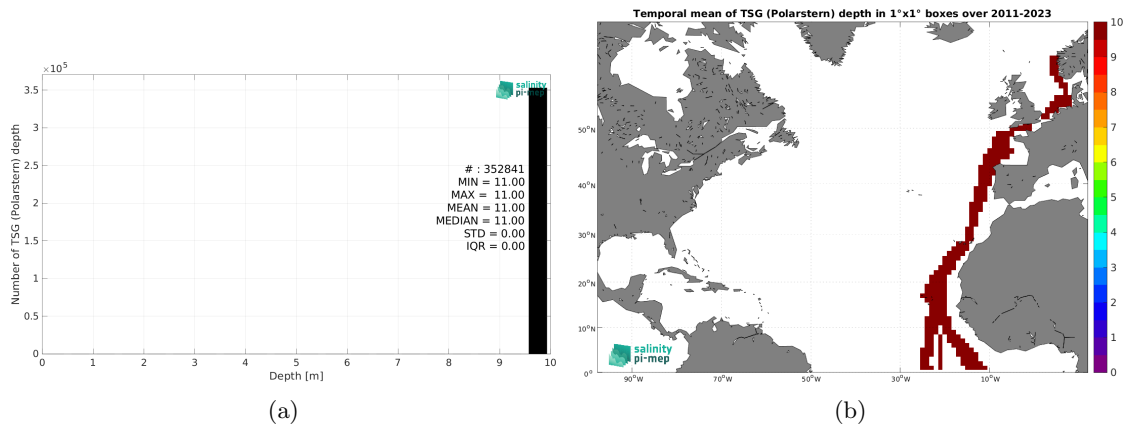 ×10⁵
3.5
3
2.5
2
1.5
1
0.5
0
Number of TSG (Polarstern) depth
salinity
pi-mep
# : 352841
MIN = 11.00
MAX = 11.00
MEAN = 11.00
MEDIAN = 11.00
STD = 0.00
IQR = 0.00
0 1 2 3 4 5 6 7 8 9 10
Depth [m]
(a)
Temporal mean of TSG (Polarstern) depth in 1°x1° boxes over 2011-2023
50°N
40°N
30°N
20°N
10°N
0°
salinity
pi-mep
90°W 70°W 50°W 30°W 10°W
10
9
8
7
6
5
4
3
2
1
0
(b)